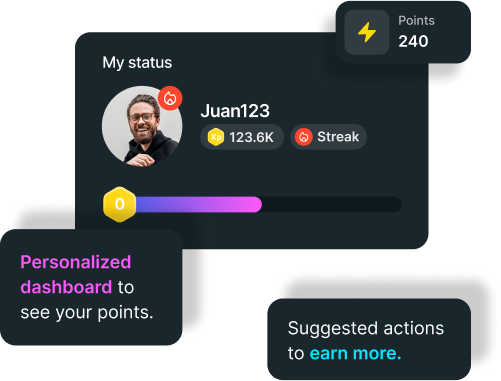 Points
240
My status
Juan123
Xp 123.6K Streak
0
Personalized
dashboard to
see your points.
Suggested actions
to earn more.